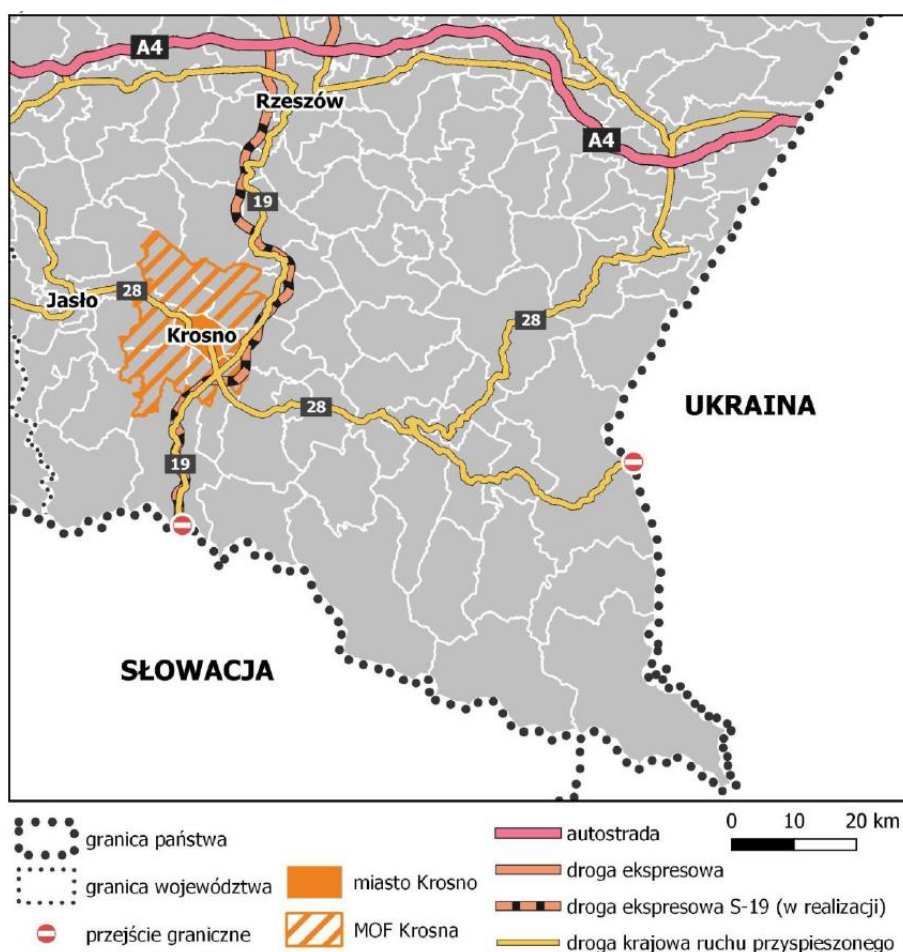 A4
Rzeszów
A4
19
28
Jasło
Krosno
28
28
UKRAINA
19
SŁOWACJA
granica państwa
granica województwa
przejście graniczne
miasto Krosno
MOF Krosna
autostrada
droga ekspresowa
droga ekspresowa S-19 (w realizacji)
droga krajowa ruchu przyspieszonego
0 10 20 km